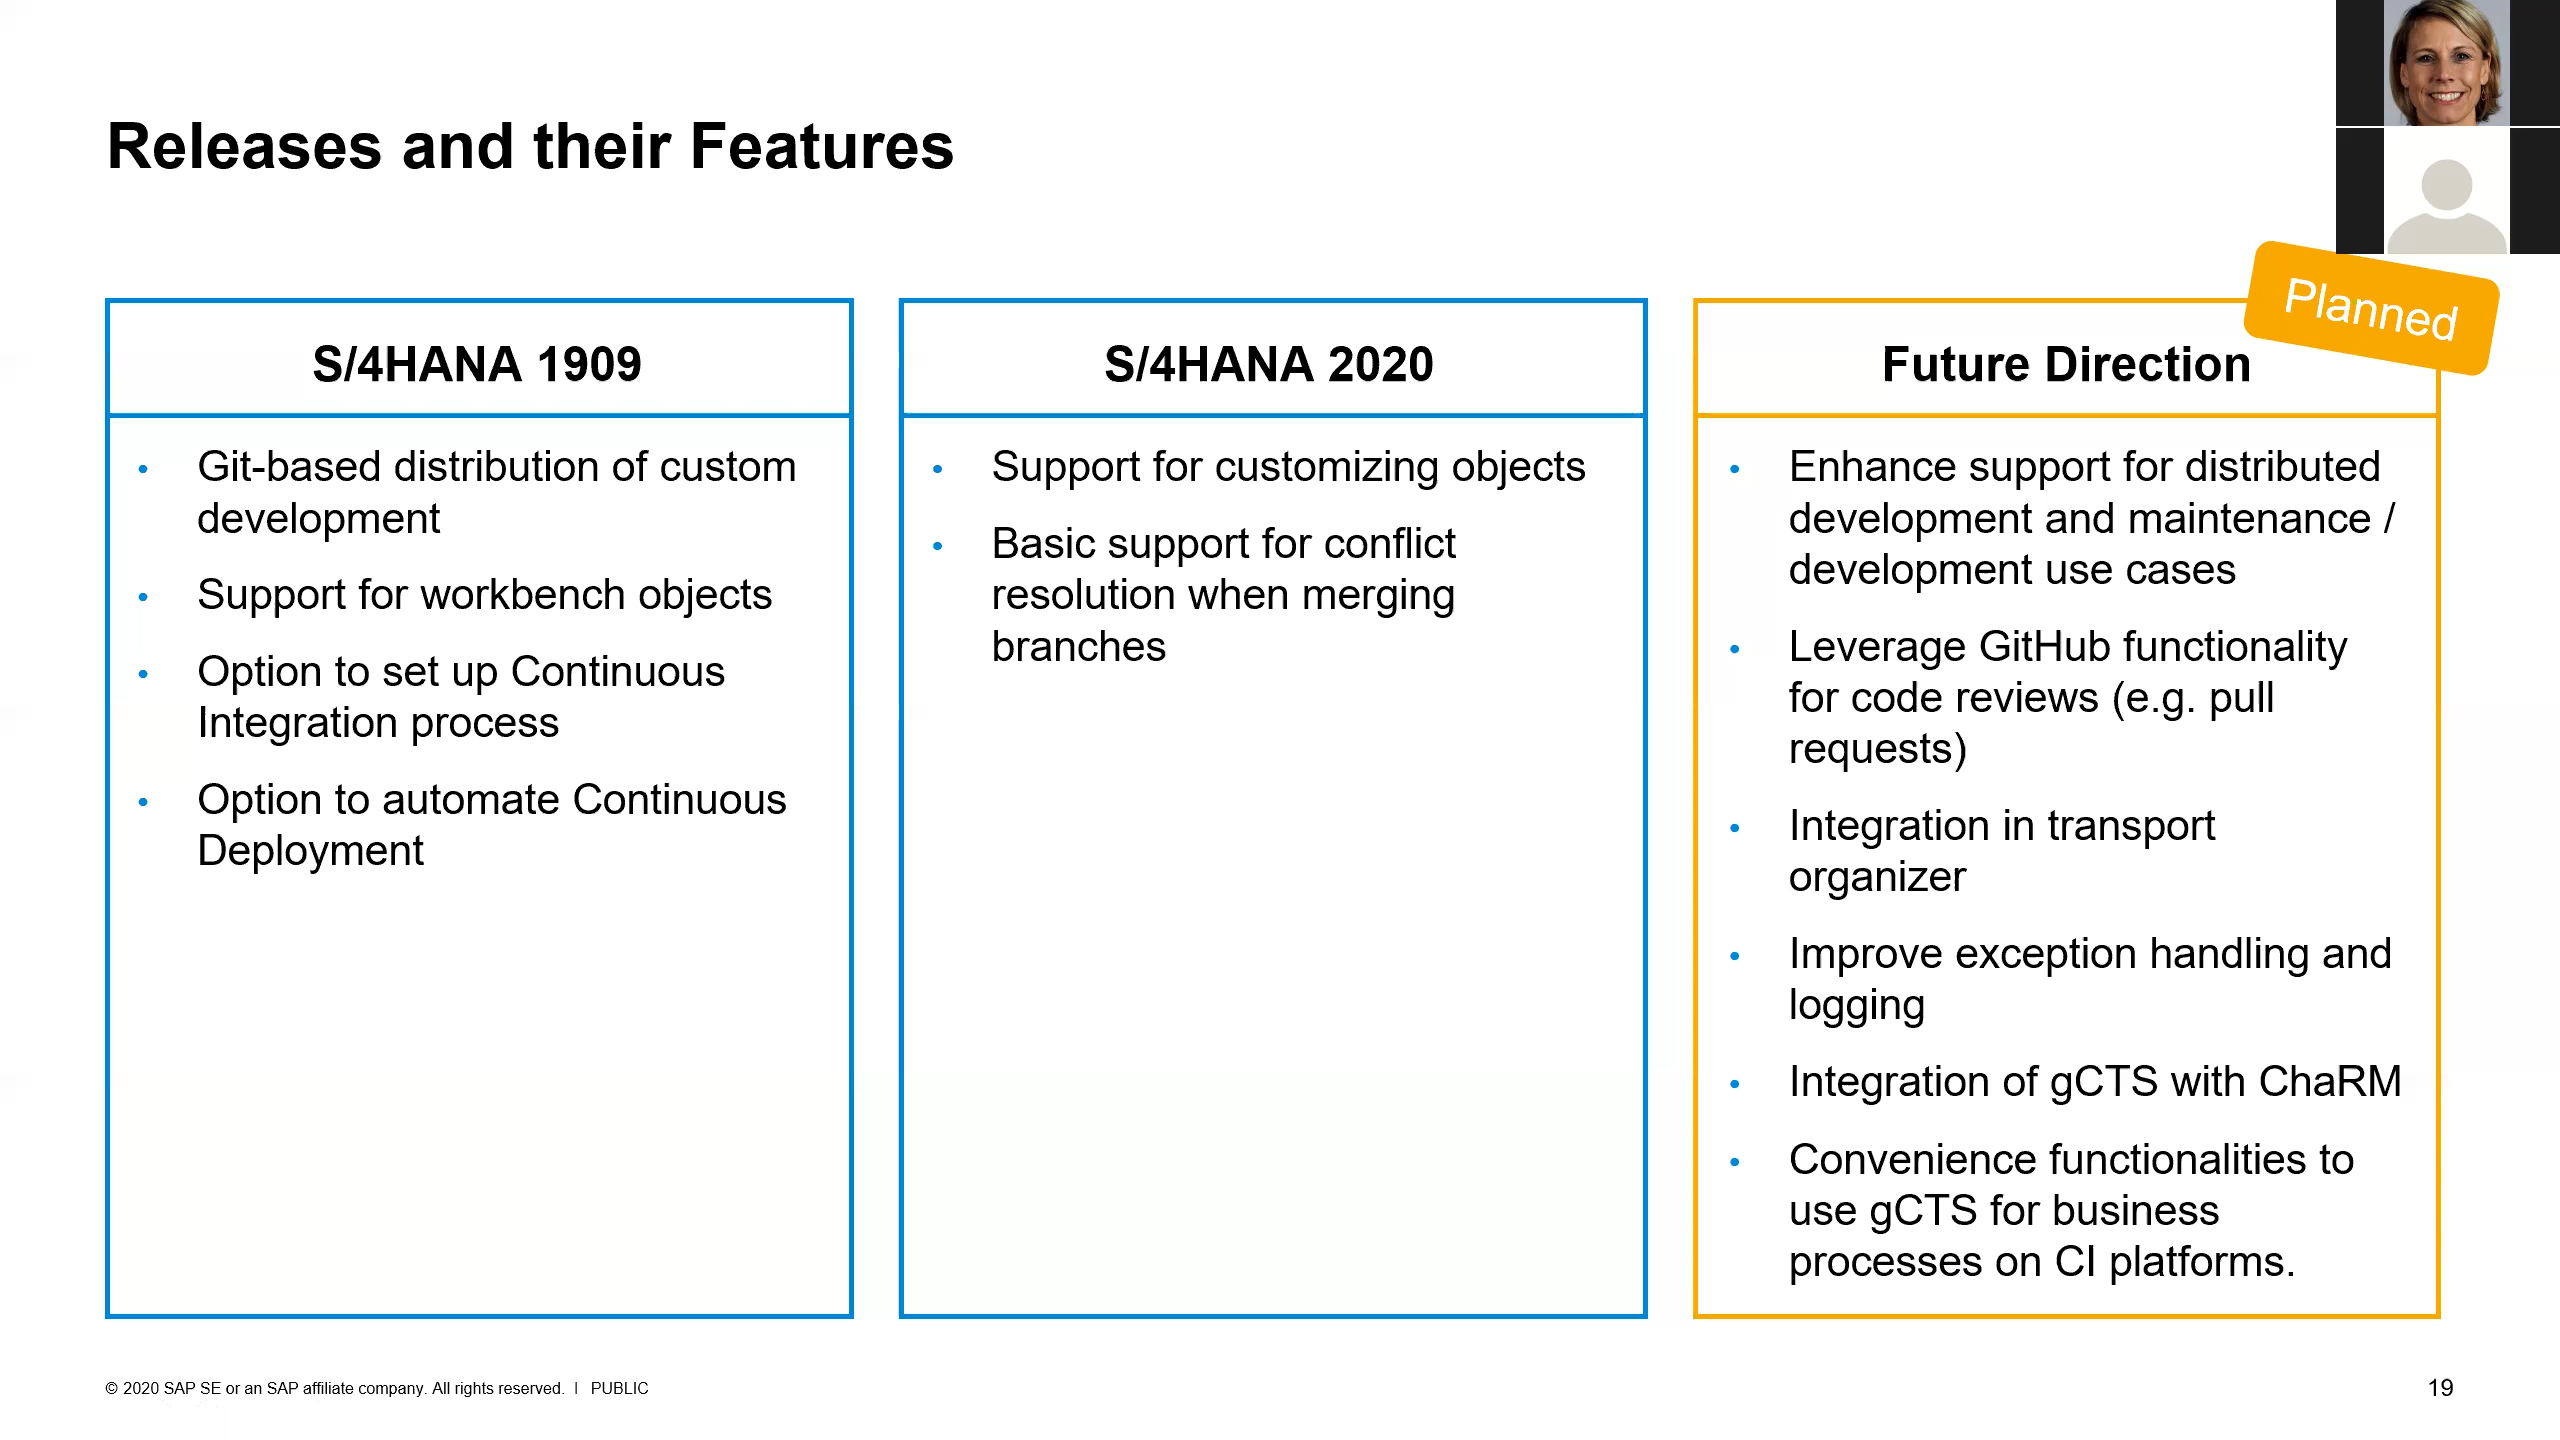 Releases and their Features
Planned
S/4HANA 1909
• Git-based distribution of custom
development
• Support for workbench objects
• Option to set up Continuous
Integration process
• Option to automate Continuous
Deployment
S/4HANA 2020
• Support for customizing objects
• Basic support for conflict
resolution when merging
branches
Future Direction
• Enhance support for distributed
development and maintenance /
development use cases
• Leverage GitHub functionality
for code reviews (e.g. pull
requests)
• Integration in transport
organizer
• Improve exception handling and
logging
• Integration of gCTS with ChaRM
• Convenience functionalities to
use gCTS for business
processes on CI platforms.
© 2020 SAP SE or an SAP affiliate company. All rights reserved. | PUBLIC
19